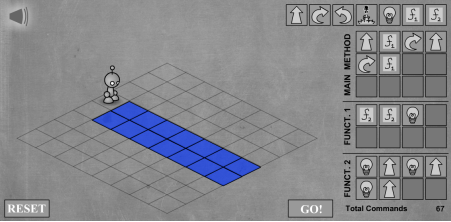 MAIN METHOD
FUNCT. 1
FUNCT. 2
RESET
GO!
Total Commands 67